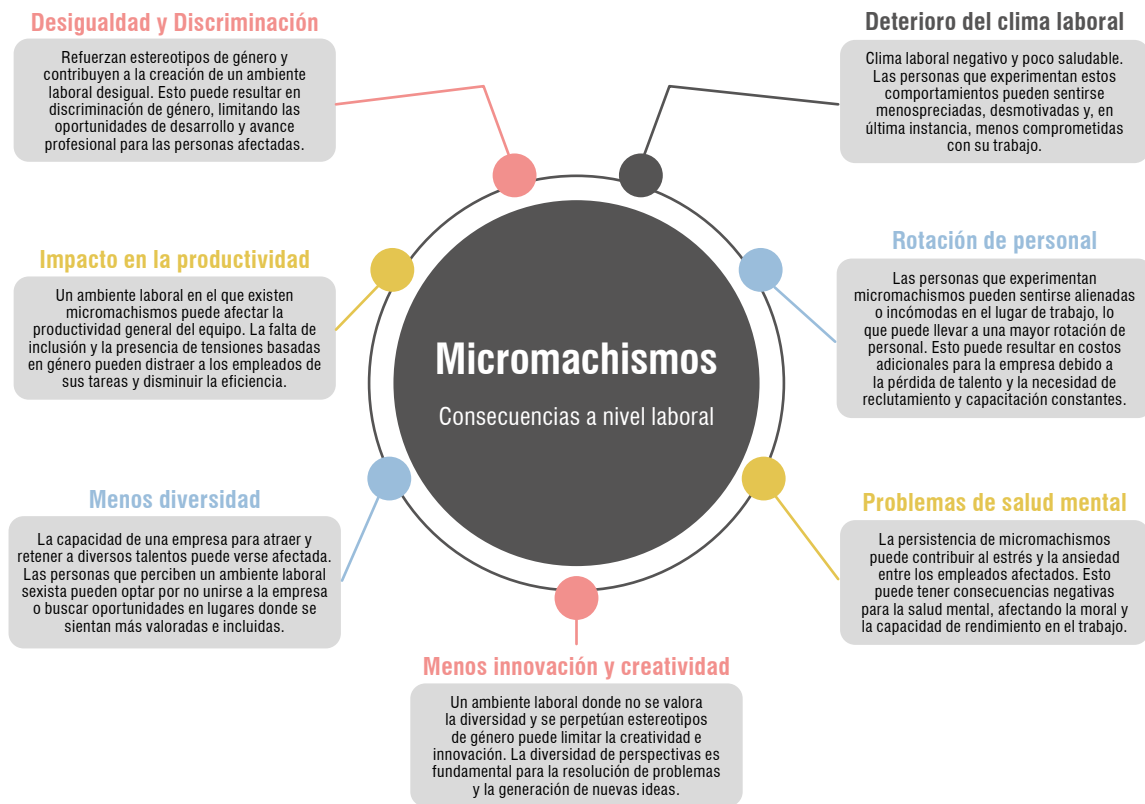 Desigualdad y Discriminación
Refuerzan estereotipos de género y
contribuyen a la creación de un ambiente
laboral desigual. Esto puede resultar en
discriminación de género, limitando las
oportunidades de desarrollo y avance
profesional para las personas afectadas.
Deterioro del clima laboral
Clima laboral negativo y poco saludable.
Las personas que experimentan estos
comportamientos pueden sentirse
menospreciadas, desmotivadas y, en
última instancia, menos comprometidas
con su trabajo.
Impacto en la productividad
Un ambiente laboral en el que existen
micromachismos puede afectar la
productividad general del equipo. La falta de
inclusión y la presencia de tensiones basadas
en género pueden distraer a los empleados de
sus tareas y disminuir la eficiencia.
Rotación de personal
Las personas que experimentan
micromachismos pueden sentirse alienadas
o incómodas en el lugar de trabajo, lo
que puede llevar a una mayor rotación de
personal. Esto puede resultar en costos
adicionales para la empresa debido a
la pérdida de talento y la necesidad de
reclutamiento y capacitación constantes.
Micromachismos
Consecuencias a nivel laboral
Menos diversidad
La capacidad de una empresa para atraer y
retener a diversos talentos puede verse afectada.
Las personas que perciben un ambiente laboral
sexista pueden optar por no unirse a la empresa
o buscar oportunidades en lugares donde se
sientan más valoradas e incluidas.
Problemas de salud mental
La persistencia de micromachismos
puede contribuir al estrés y la ansiedad
entre los empleados afectados. Esto
puede tener consecuencias negativas
para la salud mental, afectando la moral y
la capacidad de rendimiento en el trabajo.
Menos innovación y creatividad
Un ambiente laboral donde no se valora
la diversidad y se perpetúan estereotipos
de género puede limitar la creatividad e
innovación. La diversidad de perspectivas es
fundamental para la resolución de problemas
y la generación de nuevas ideas.